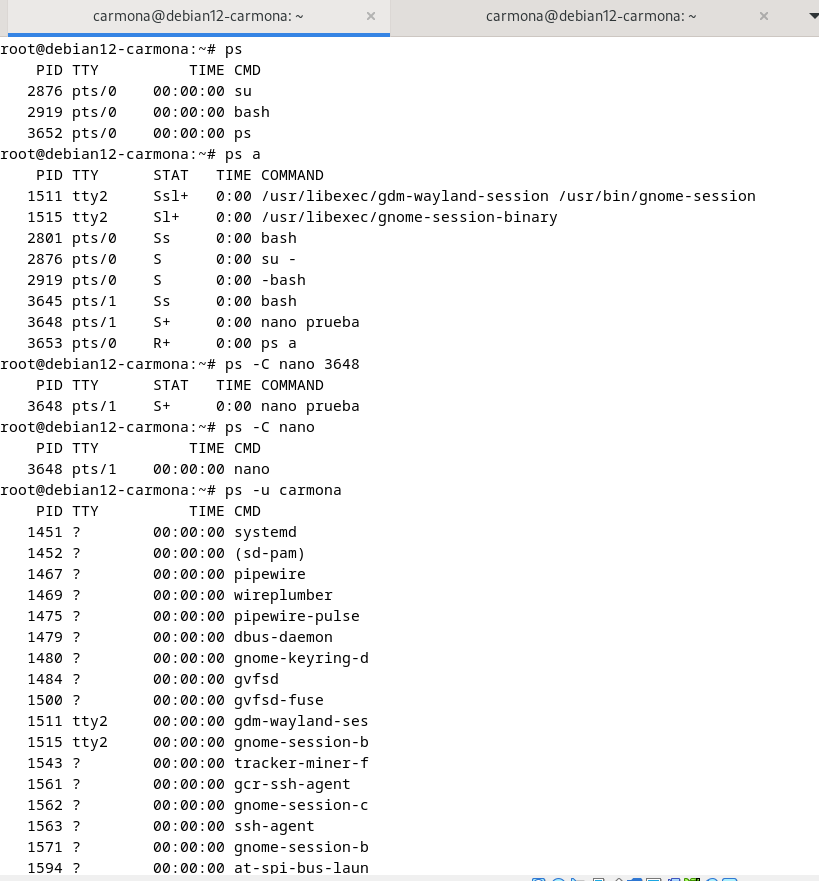 carmona@debian12-carmona: ~ × carmona@debian12-carmona: ~ ×
root@debian12-carmona:~# ps
    PID TTY          TIME CMD
   2876 pts/0    00:00:00 su
   2919 pts/0    00:00:00 bash
   3652 pts/0    00:00:00 ps
root@debian12-carmona:~# ps a
    PID TTY      STAT   TIME COMMAND
   1511 tty2     Ssl+   0:00 /usr/libexec/gdm-wayland-session /usr/bin/gnome-session
   1515 tty2     Sl+    0:00 /usr/libexec/gnome-session-binary
   2801 pts/0    Ss     0:00 bash
   2876 pts/0    S      0:00 su -
   2919 pts/0    S      0:00 -bash
   3645 pts/1    Ss     0:00 bash
   3648 pts/1    S+     0:00 nano prueba
   3653 pts/0    R+     0:00 ps a
root@debian12-carmona:~# ps -C nano 3648
    PID TTY      STAT   TIME COMMAND
   3648 pts/1    S+     0:00 nano prueba
root@debian12-carmona:~# ps -C nano
    PID TTY          TIME CMD
   3648 pts/1    00:00:00 nano
root@debian12-carmona:~# ps -u carmona
    PID TTY          TIME CMD
   1451 ?        00:00:00 systemd
   1452 ?        00:00:00 (sd-pam)
   1467 ?        00:00:00 pipewire
   1469 ?        00:00:00 wireplumber
   1475 ?        00:00:00 pipewire-pulse
   1479 ?        00:00:00 dbus-daemon
   1480 ?        00:00:00 gnome-keyring-d
   1484 ?        00:00:00 gvfsd
   1500 ?        00:00:00 gvfsd-fuse
   1511 tty2     00:00:00 gdm-wayland-ses
   1515 tty2     00:00:00 gnome-session-b
   1543 ?        00:00:00 tracker-miner-f
   1561 ?        00:00:00 gcr-ssh-agent
   1562 ?        00:00:00 gnome-session-c
   1563 ?        00:00:00 ssh-agent
   1571 ?        00:00:00 gnome-session-b
   1594 ?        00:00:00 at-spi-bus-laun